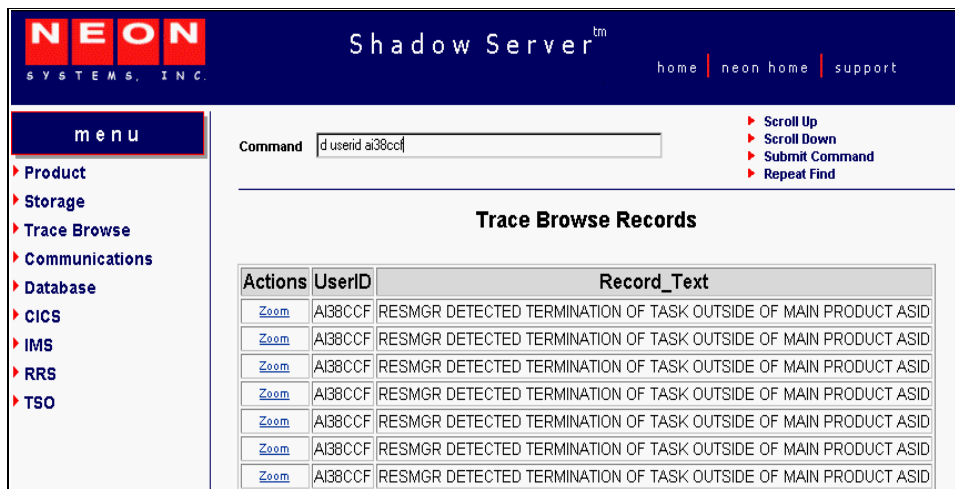 NEON
SYSTEMS, INC.
Shadow Server tm
home | neon home | support
menu
Product
Storage
Trace Browse
Communications
Database
CICS
IMS
RRS
TSO
Command d userid ai38ccf
Scroll Up
Scroll Down
Submit Command
Repeat Find
Trace Browse Records
Actions UserID Record_Text
Zoom AI38CCF RESMGR DETECTED TERMINATION OF TASK OUTSIDE OF MAIN PRODUCT ASID
Zoom AI38CCF RESMGR DETECTED TERMINATION OF TASK OUTSIDE OF MAIN PRODUCT ASID
Zoom AI38CCF RESMGR DETECTED TERMINATION OF TASK OUTSIDE OF MAIN PRODUCT ASID
Zoom AI38CCF RESMGR DETECTED TERMINATION OF TASK OUTSIDE OF MAIN PRODUCT ASID
Zoom AI38CCF RESMGR DETECTED TERMINATION OF TASK OUTSIDE OF MAIN PRODUCT ASID
Zoom AI38CCF RESMGR DETECTED TERMINATION OF TASK OUTSIDE OF MAIN PRODUCT ASID
Zoom AI38CCF RESMGR DETECTED TERMINATION OF TASK OUTSIDE OF MAIN PRODUCT ASID